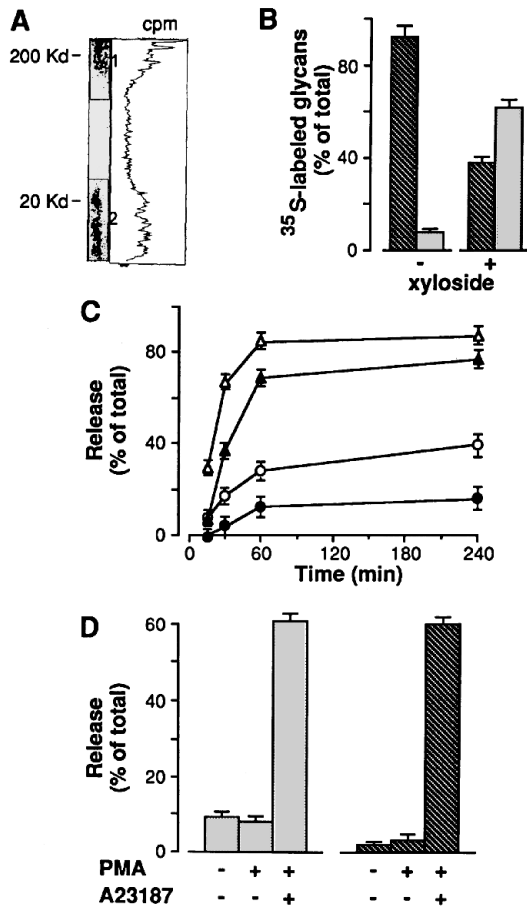 A
cpm
200 Kd
1
20 Kd
2
B
35S-labeled glycans
(% of total)
80
40
0
- +
xyloside
C
Release
(% of total)
80
40
0
0 60 120 180 240
Time (min)
D
Release
(% of total)
60
40
20
0
PMA - + + - + +
A23187 - - + - - +